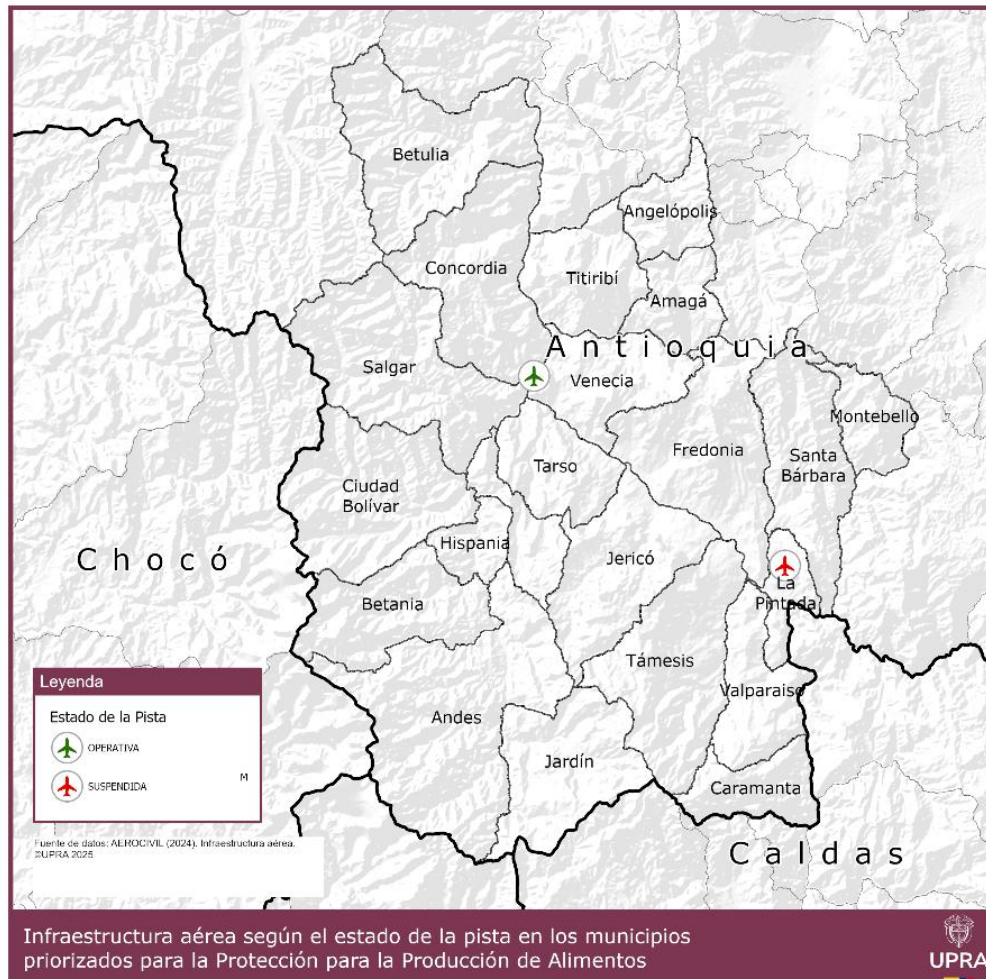 Betulia
Angelópolis
Concordia
Titiribí
Amagá
Antioquia
Salgar
Venecia
Montebello
Fredonia
Santa
Bárbara
Tarso
Ciudad
Bolívar
Hispania
Jericó
Chocó
La
Pintada
Betania
Támesis
Valparaiso
Andes
Jardín
Caramanta
Caldas
Leyenda
Estado de la Pista
OPERATIVA
SUSPENDIDA
M
Fuente de datos: AEROCIVIL (2024). Infraestructura aérea.
©UPRA 2025
Infraestructura aérea según el estado de la pista en los municipios
priorizados para la Protección para la Producción de Alimentos
UPRA